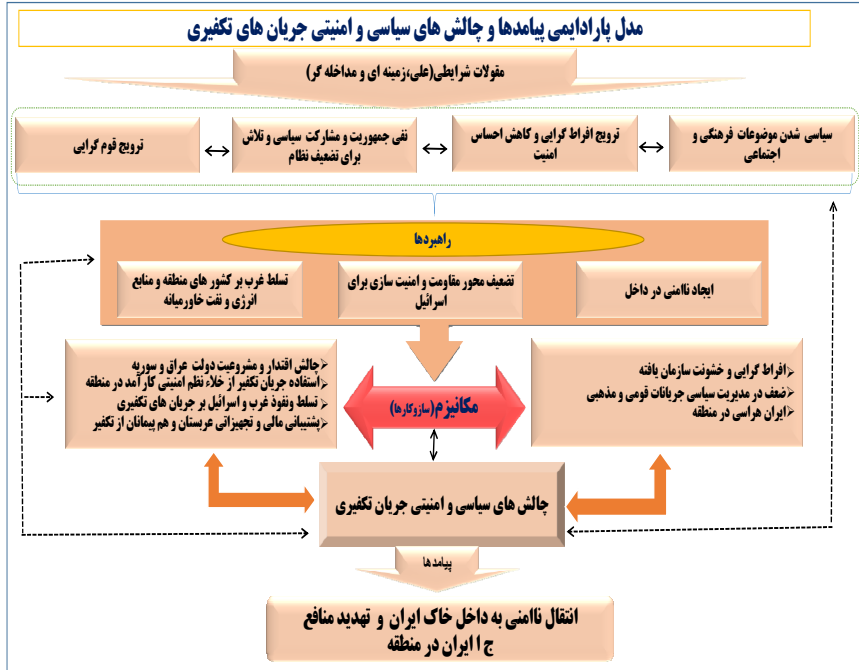 مدل پارادایمی پیامدها و چالش های سیاسی و امنیتی جریان های تکفیری
مقولات شرایطی(علی،زمینه ای و مداخله گر)
سیاسی شدن موضوعات فرهنگی و
اجتماعی
ترویج افراط گرایی و کاهش احساس
امنیت
نفی جمهوریت و مشارکت سیاسی و تلاش
برای تضعیف نظام
ترویج قوم گرایی
راهبردها
ایجاد ناامنی در داخل
تضعیف محور مقاومت و امنیت سازی برای
اسرائیل
تسلط غرب بر کشور های منطقه و منابع
انرژی و نفت خاورمیانه
افراط گرایی و خشونت سازمان یافته
ضعف در مدیریت سیاسی جریانات قومی و مذهبی
ایران هراسی در منطقه
مکانیزم(سازوکارها)
چالش اقتدار و مشروعیت دولت عراق و سوریه
استفاده جریان تکفیر از خلاء نظم امنیتی کارآمد در منطقه
تسلط ونفوذ غرب و اسرائیل بر جریان های تکفیری
پشتیبانی مالی و تجهیزاتی عربستان و هم پیمانان از تکفیر
چالش های سیاسی و امنیتی جریان تکفیری
پیامدها
انتقال ناامنی به داخل خاک ایران و تهدید منافع
ج ا ایران در منطقه